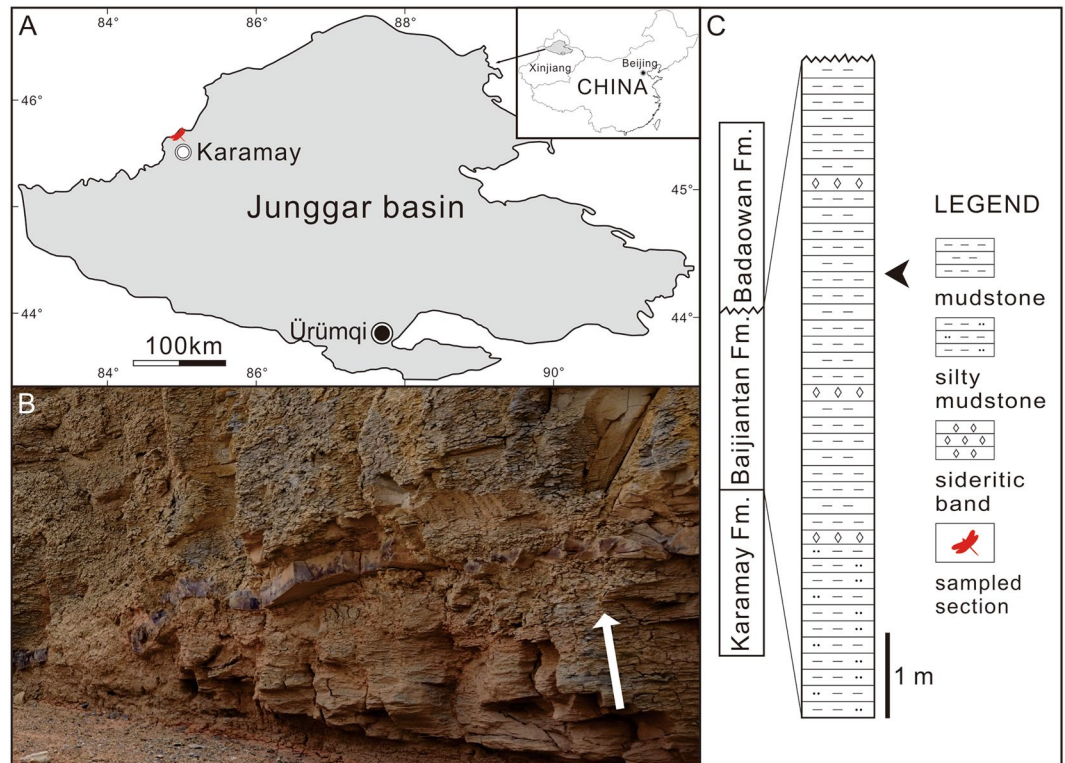 A
84°
86°
88°
46°
45°
44°
44°
Karamay
Junggar basin
Ürümqi
100km
84°
86°
88°
90°
Xinjiang
Beijing
CHINA
B
C
Badaowan Fm.
Baijiantan Fm.
Karamay Fm.
LEGEND
mudstone
silty
mudstone
sideritic
band
sampled
section
1 m